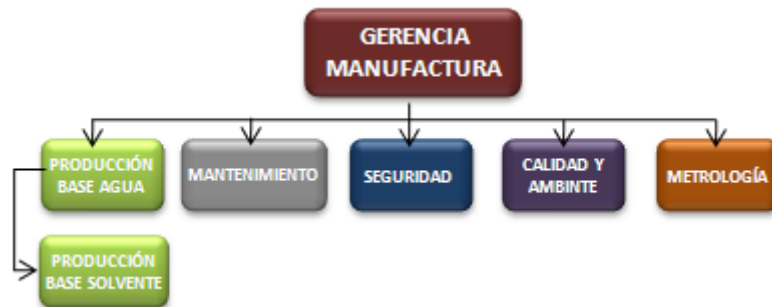 GERENCIA
MANUFACTURA
PRODUCCIÓN
BASE AGUA
MANTENIMIENTO
SEGURIDAD
CALIDAD Y
AMBINTE
METROLOGÍA
PRODUCCIÓN
BASE SOLVENTE